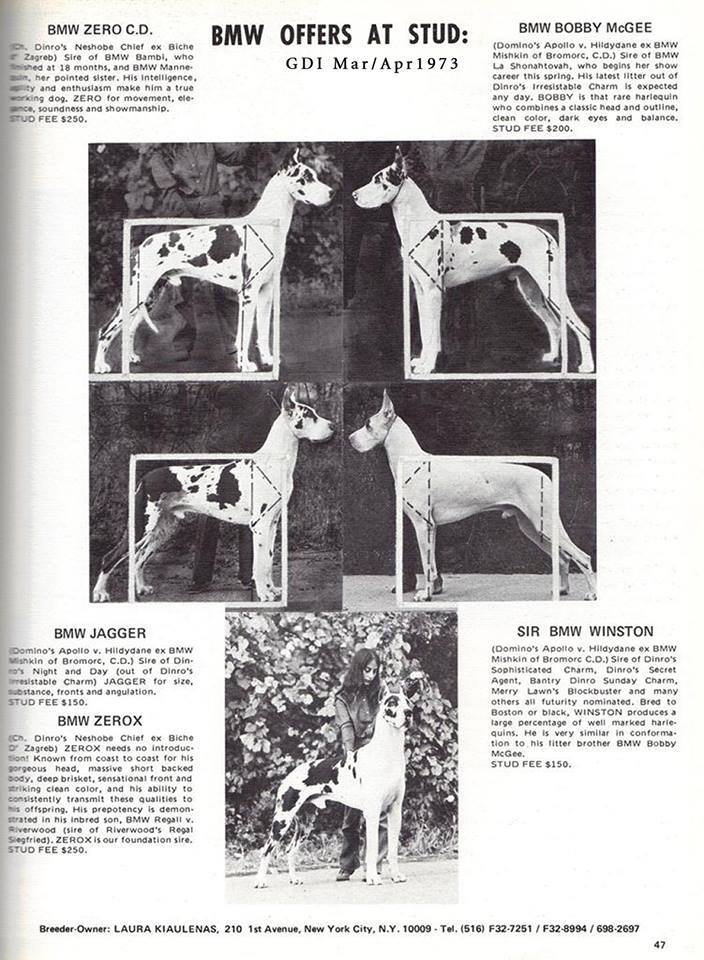 BMW ZERO C.D.
(Ch. Dinro's Neshobe Chief ex Biche
D' Zagreb) Sire of BMW Bambi, who
finished at 18 months, and BMW Manne-
quin, her pointed sister. His intelligence,
agility and enthusiasm make him a true
working dog. ZERO for movement, ele-
gance, soundness and showmanship.
STUD FEE $250.
BMW OFFERS AT STUD:
GDI Mar/Apr1973
BMW BOBBY McGEE
(Domino's Apollo v. Hildydane ex BMW
Mishkin of Bromorc, C.D.) Sire of BMW
La Shonahtovah, who begins her show
career this spring. His latest litter out of
Dinro's Irresistable Charm is expected
any day. BOBBY is that rare harlequin
who combines a classic head and outline,
clean color, dark eyes and balance.
STUD FEE $200.
BMW JAGGER
(Domino's Apollo v. Hildydane ex BMW
Mishkin of Bromorc, C.D.) Sire of Din-
ro's Night and Day (out of Dinro's
Irresistable Charm) JAGGER for size,
substance, fronts and angulation.
STUD FEE $150.
BMW ZEROX
(Ch. Dinro's Neshobe Chief ex Biche
D' Zagreb) ZEROX needs no introduc-
tion! Known from coast to coast for his
gorgeous head, massive short backed
body, deep brisket, sensational front and
striking clean color, and his ability to
consistently transmit these qualities to
his offspring. His prepotency is demon-
strated in his inbred son, BMW Regall v.
Riverwood (sire of Riverwood's Regal
Siegfried). ZEROX is our foundation sire.
STUD FEE $250.
SIR BMW WINSTON
(Domino's Apollo v. Hildydane ex BMW
Mishkin of Bromorc C.D.) Sire of Dinro's
Sophisticated Charm, Dinro's Secret
Agent, Bantry Dinro Sunday Charm,
Merry Lawn's Blockbuster and many
others all futurity nominated. Bred to
Boston or black, WINSTON produces a
large percentage of well marked harle-
quins. He is very similar in conforma-
tion to his litter brother BMW Bobby
McGee.
STUD FEE $150.
Breeder-Owner: LAURA KIAULENAS, 210 1st Avenue, New York City, N.Y. 10009 - Tel. (516) F32-7251 / F32-8994 / 698-2697
47